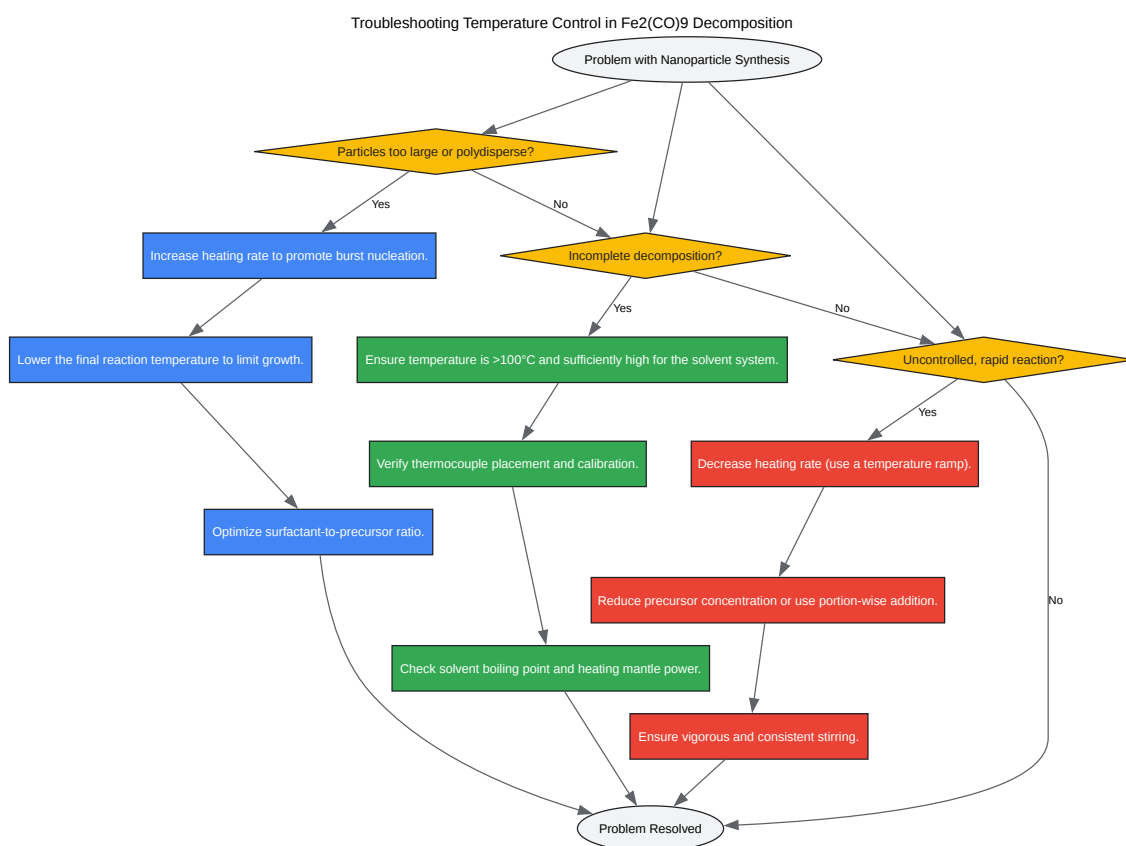 Troubleshooting Temperature Control in Fe2(CO)9 Decomposition
Problem with Nanoparticle Synthesis
Particles too large or polydisperse?
Yes
No
Increase heating rate to promote burst nucleation.
Incomplete decomposition?
Yes
No
Lower the final reaction temperature to limit growth.
Ensure temperature is >100°C and sufficiently high for the solvent system.
Uncontrolled, rapid reaction?
Yes
Verify thermocouple placement and calibration.
Decrease heating rate (use a temperature ramp).
Optimize surfactant-to-precursor ratio.
Reduce precursor concentration or use portion-wise addition.
No
Check solvent boiling point and heating mantle power.
Ensure vigorous and consistent stirring.
Problem Resolved